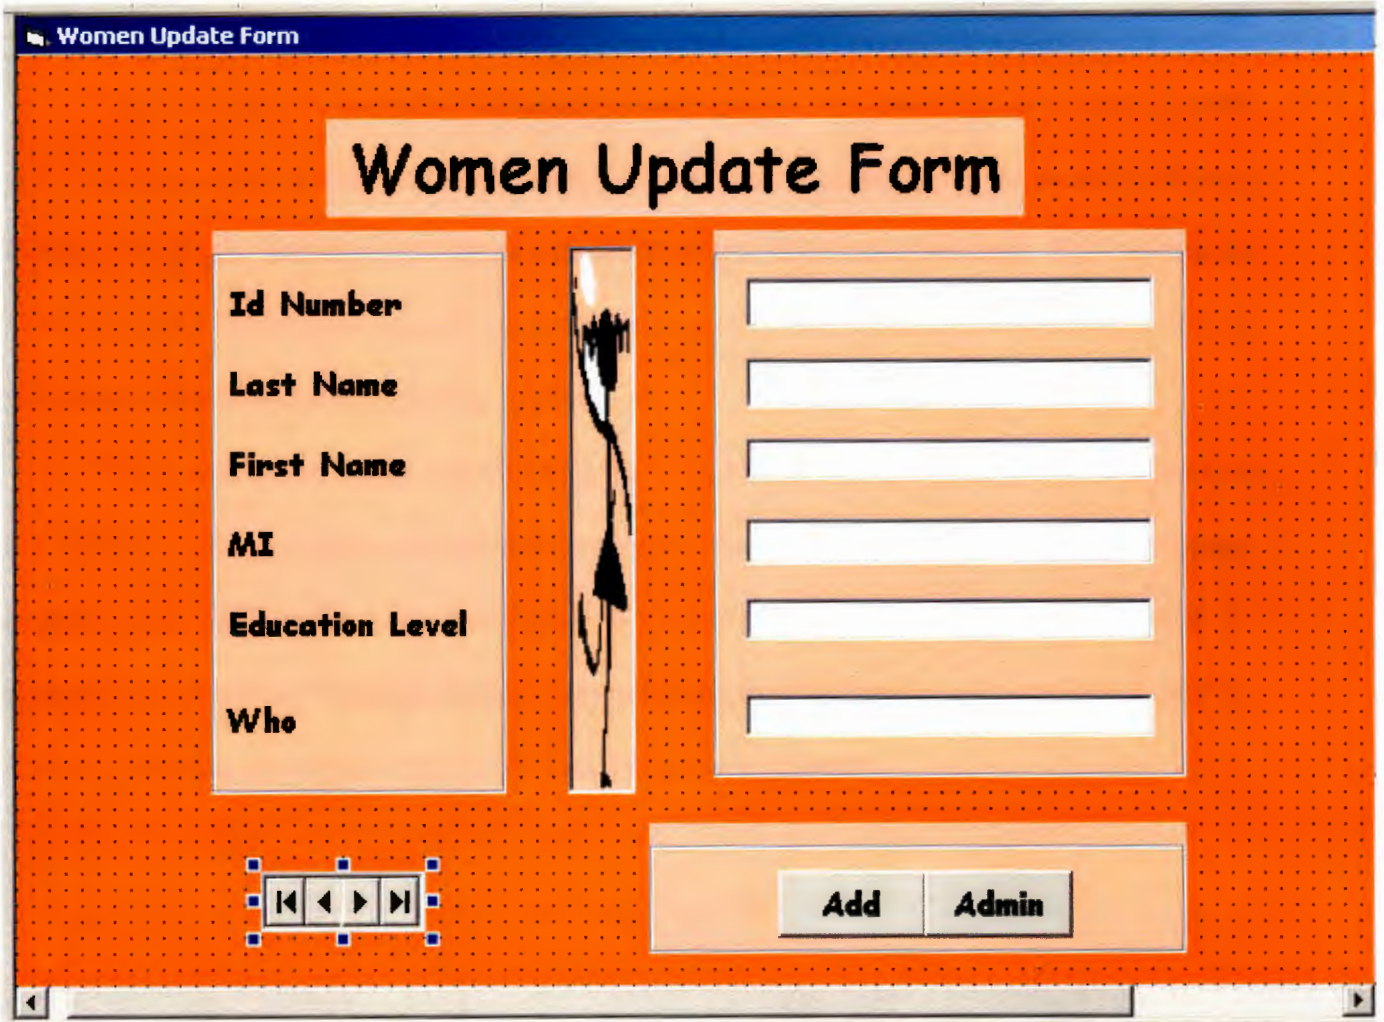 Women Update Form
Women Update Form
Id Number
Last Name
First Name
MI
Education Level
Who
Add Admin